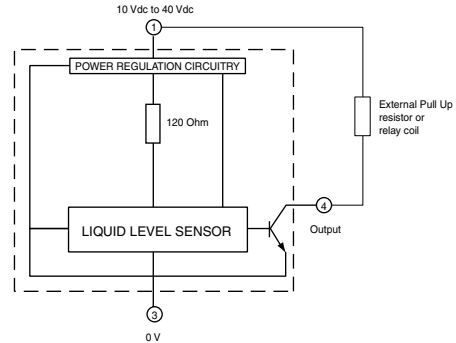 10 Vdc to 40 Vdc
1
POWER REGULATION CIRCUITRY
120 Ohm
External Pull Up
resistor or
relay coil
4
LIQUID LEVEL SENSOR
Output
3
0 V